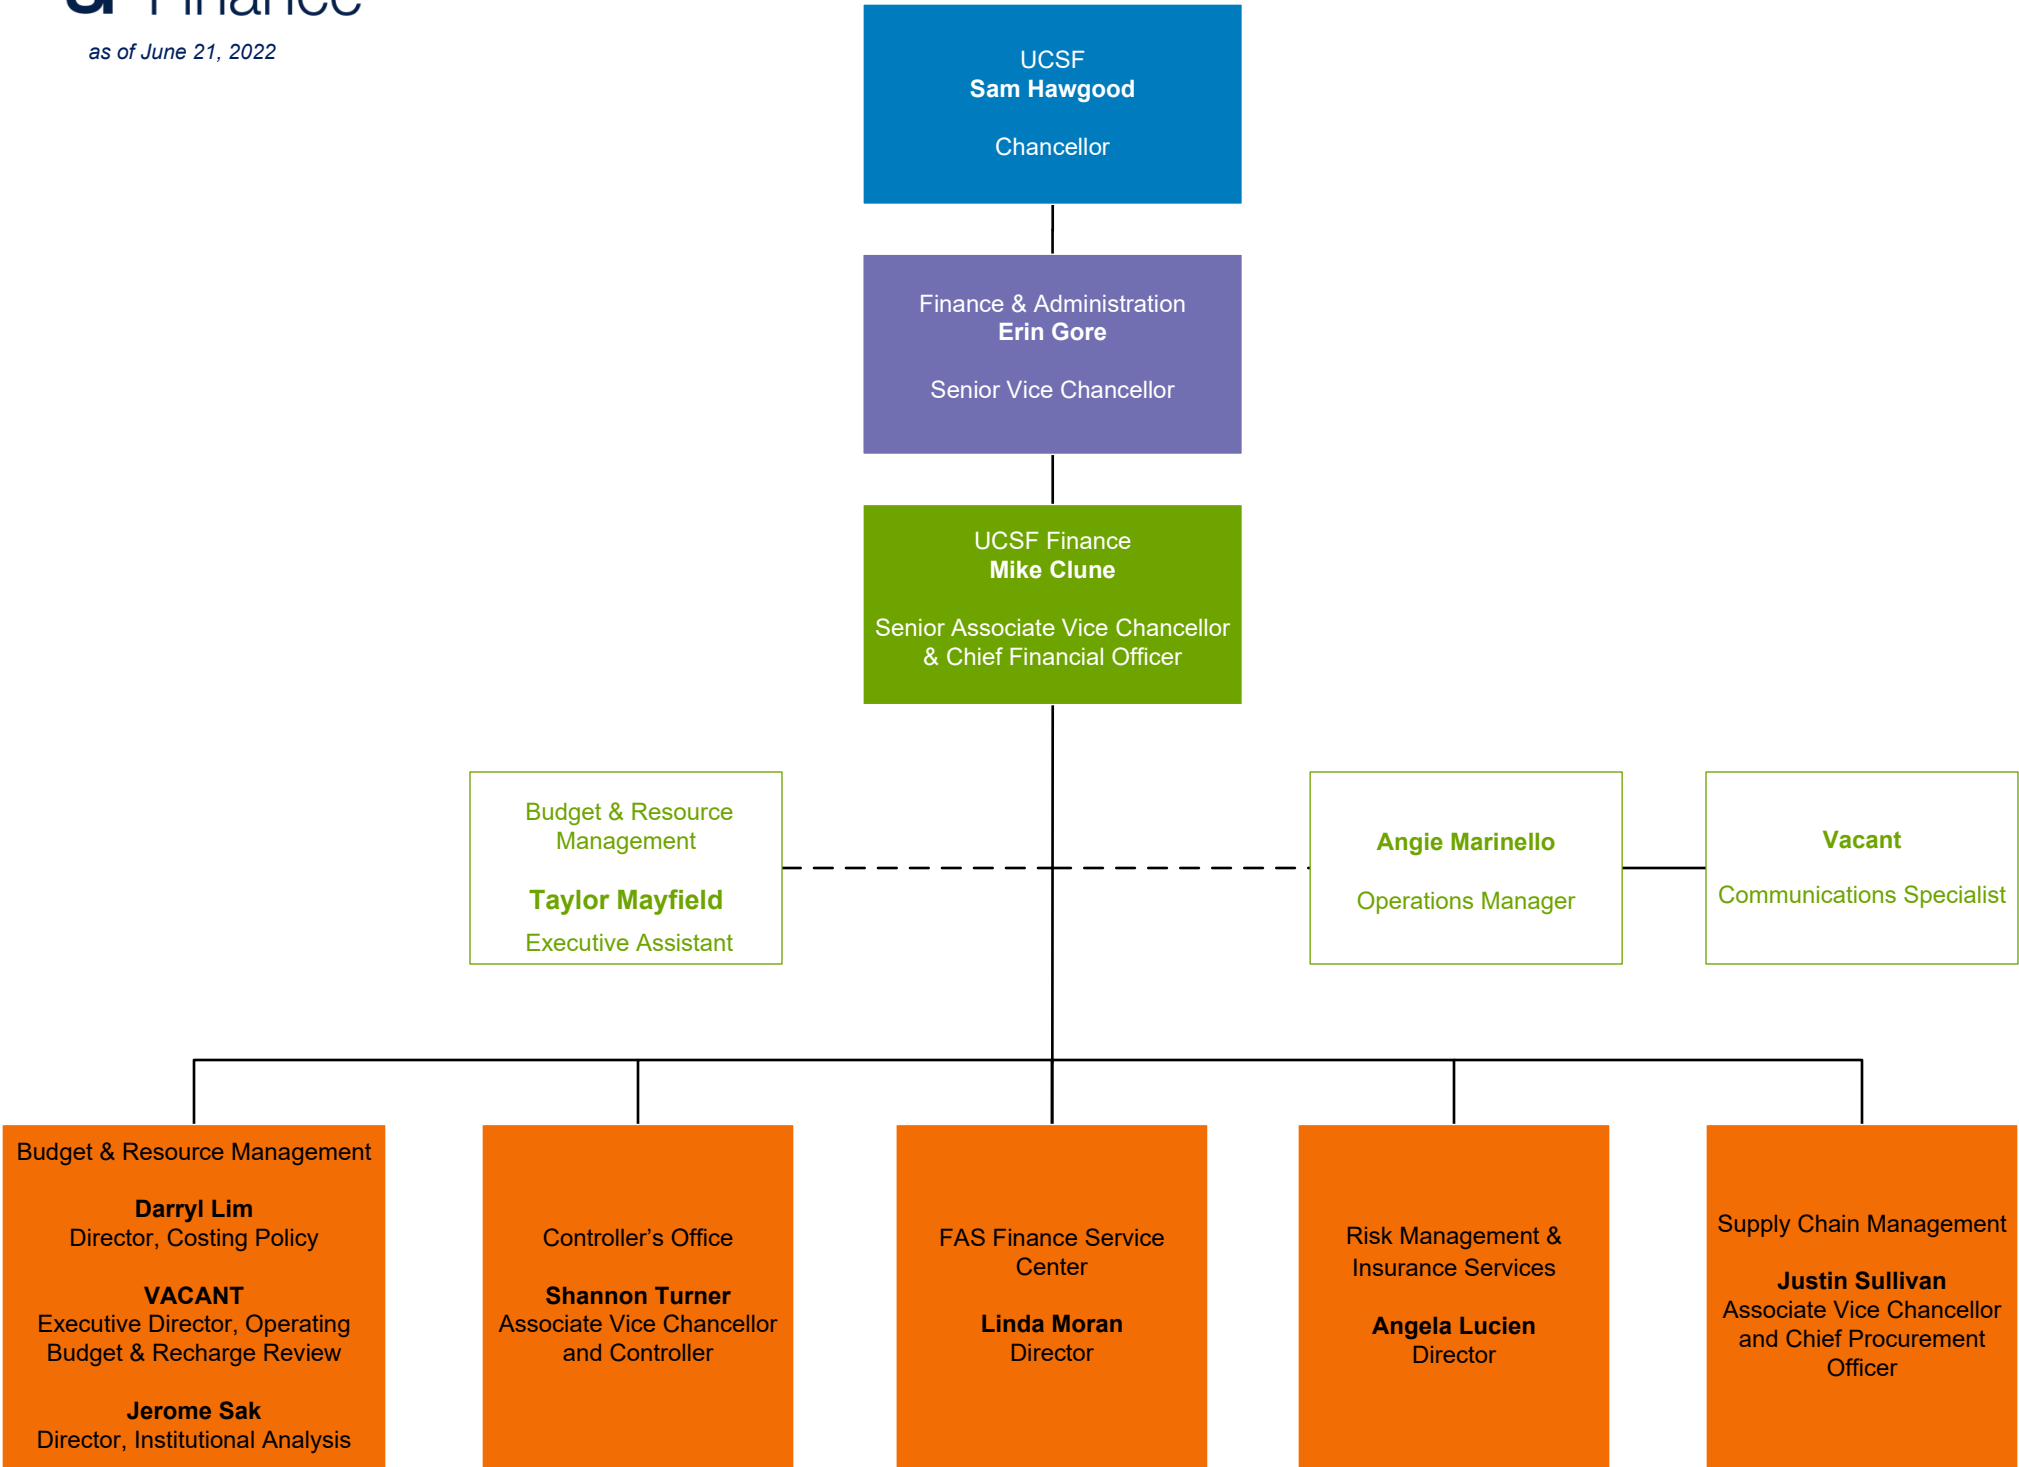 Finance
as of June 21, 2022
UCSF
Sam Hawgood
Chancellor
Finance & Administration
Erin Gore
Senior Vice Chancellor
UCSF Finance
Mike Clune
Senior Associate Vice Chancellor
& Chief Financial Officer
Budget & Resource
Management
Taylor Mayfield
Executive Assistant
Angie Marinello
Operations Manager
Vacant
Communications Specialist
Budget & Resource Management
Darryl Lim
Director, Costing Policy
VACANT
Executive Director, Operating
Budget & Recharge Review
Jerome Sak
Director, Institutional Analysis
Controller’s Office
Shannon Turner
Associate Vice Chancellor
and Controller
FAS Finance Service
Center
Linda Moran
Director
Risk Management &
Insurance Services
Angela Lucien
Director
Supply Chain Management
Justin Sullivan
Associate Vice Chancellor
and Chief Procurement
Officer